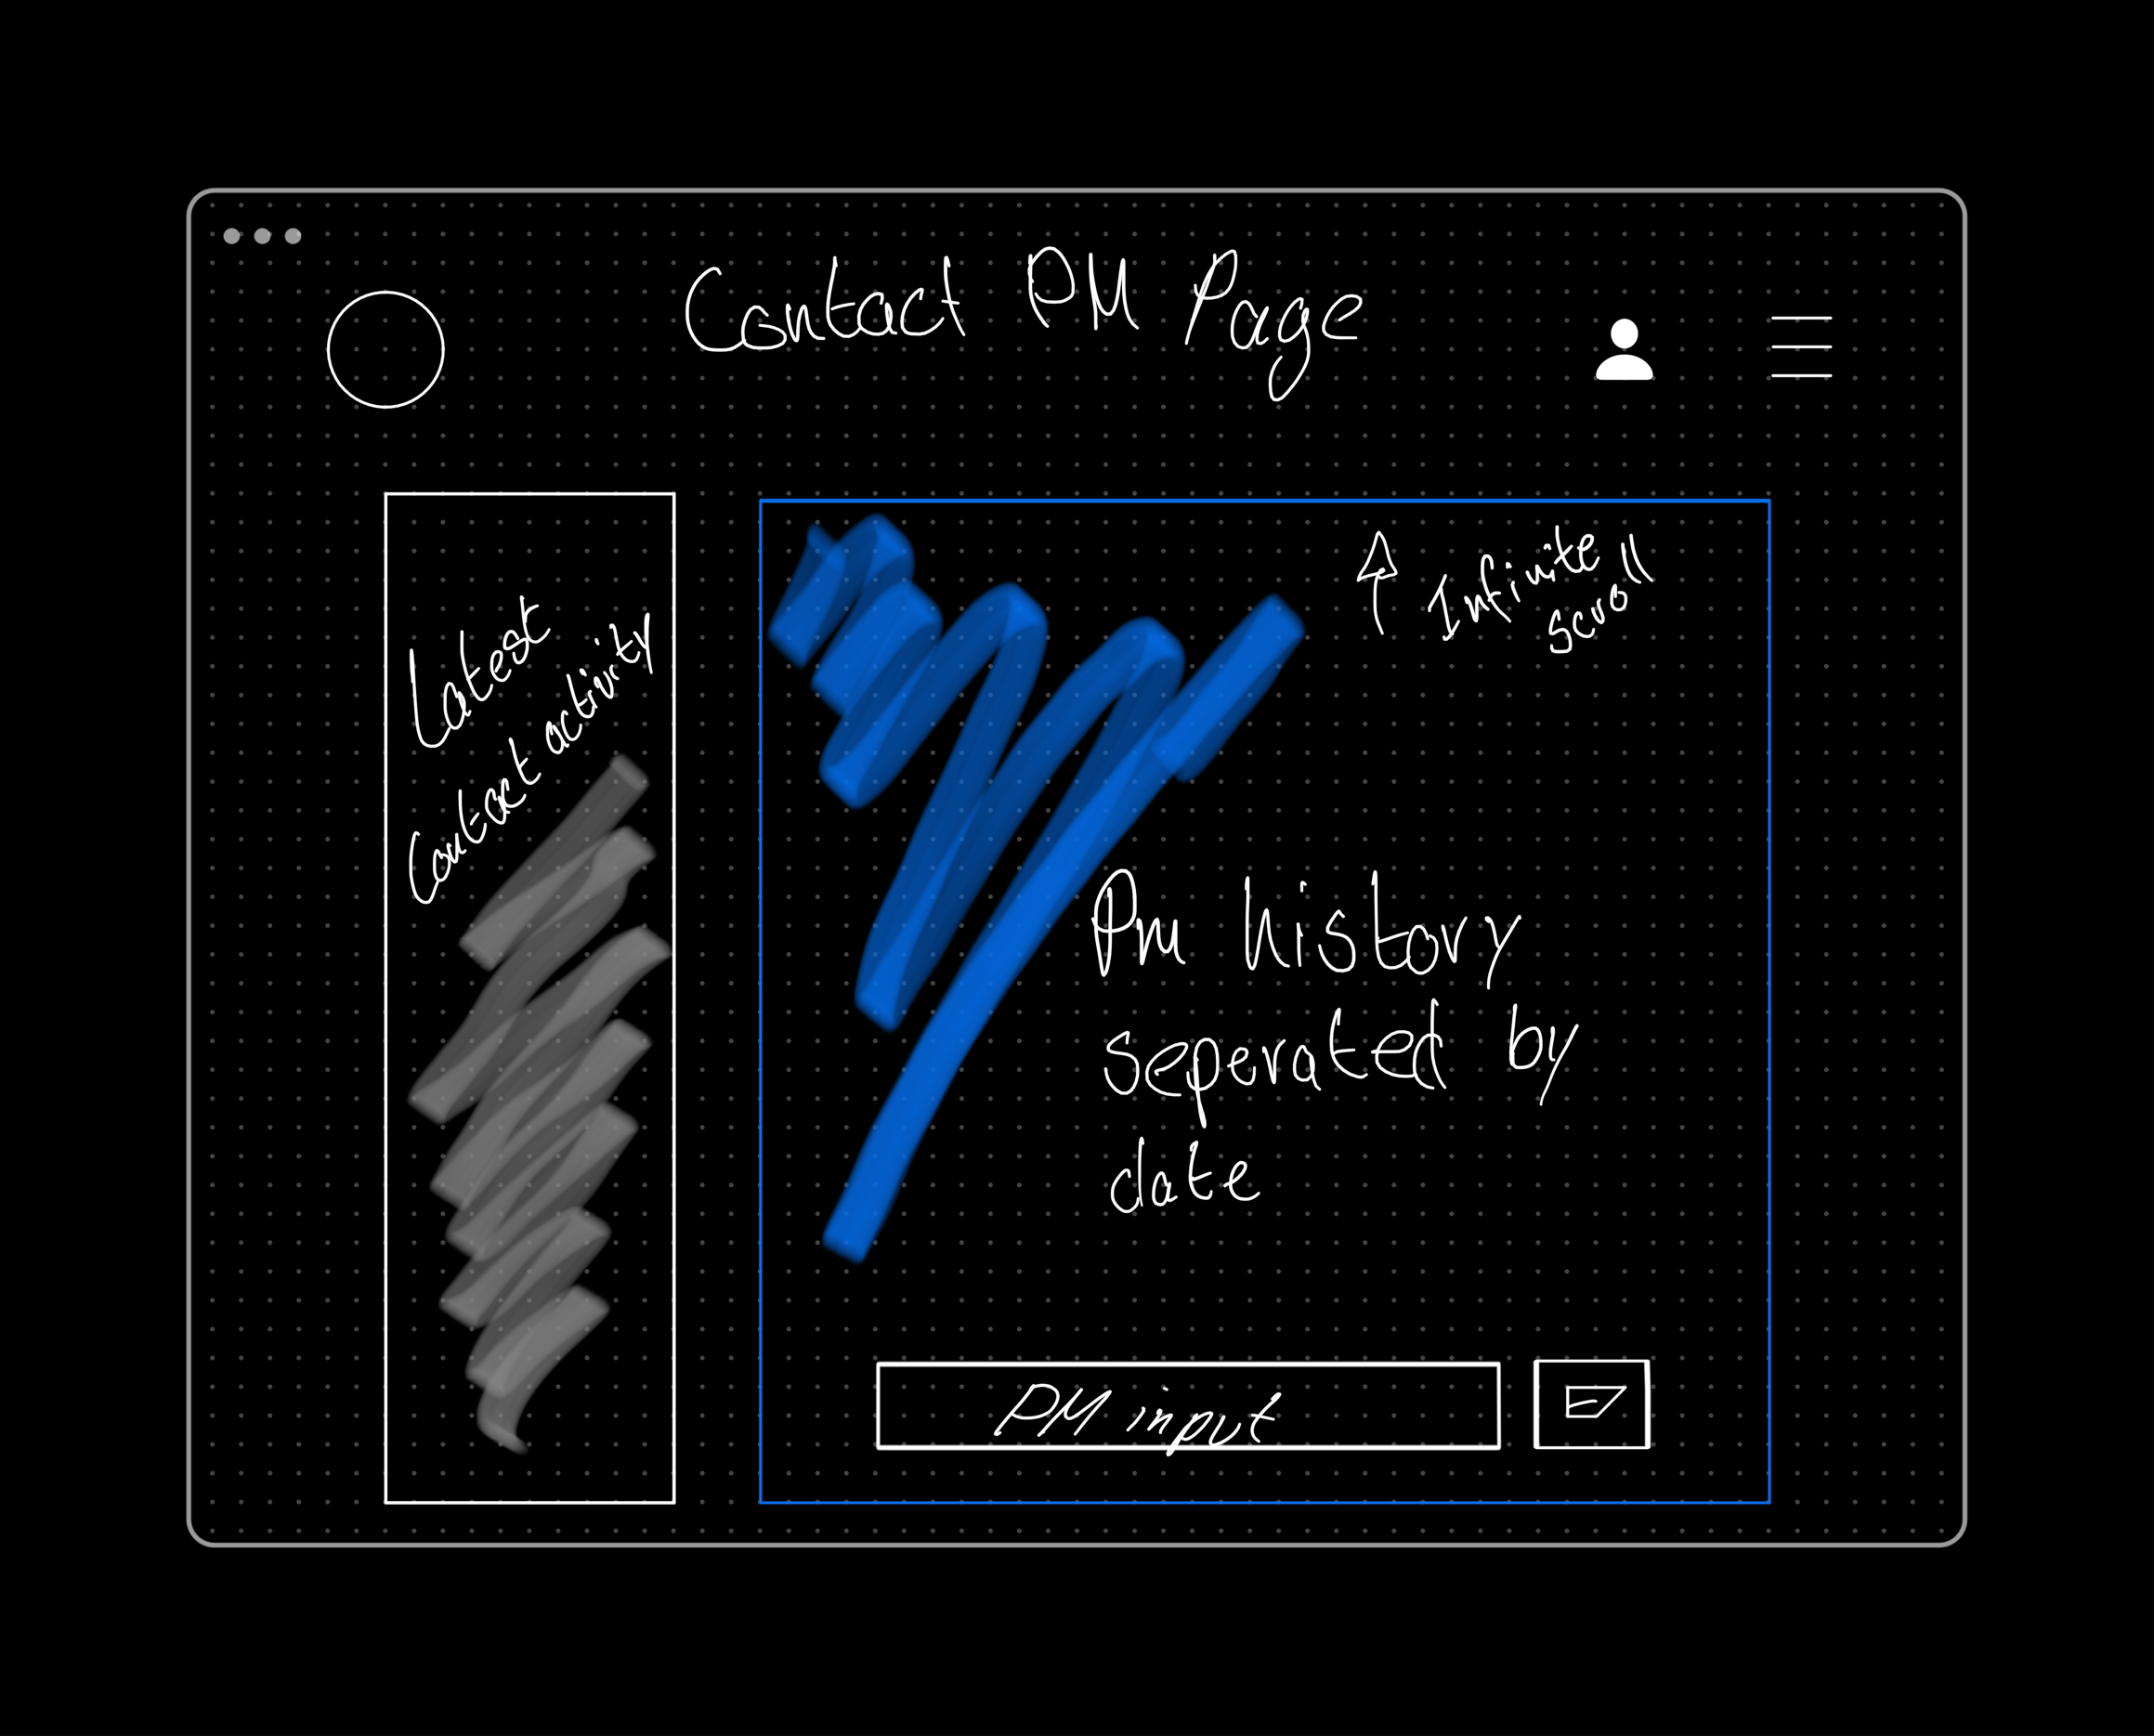 Contact PM Page
Latest
Contact activity
Infinite
scroll
Pm history
seperated by
date
PM input